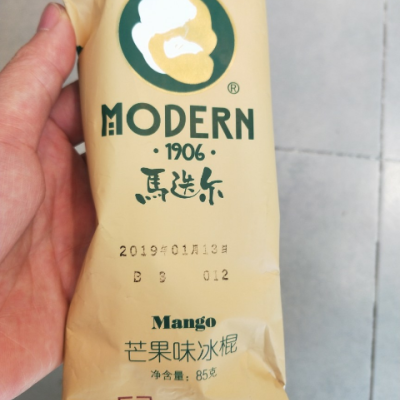 ®
MODERN
·1906·
馬迭尔
2019年01月13日
B 3 012
Mango
芒果味冰棍
净含量：85克